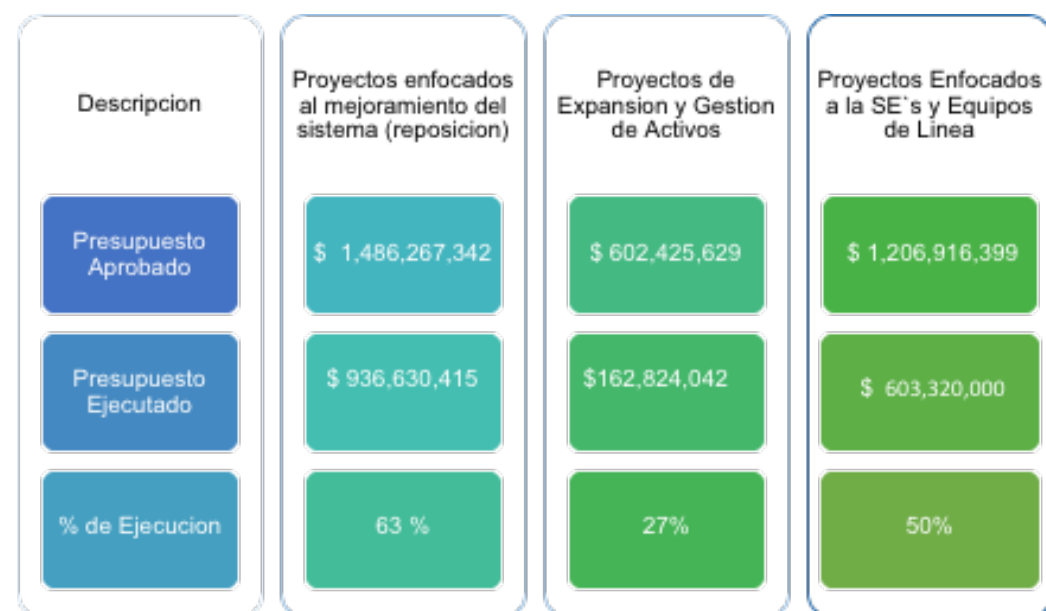 Descripcion
Presupuesto
Aprobado
Presupuesto
Ejecutado
% de Ejecucion
Proyectos enfocados
al mejoramiento del
sistema (reposicion)
$ 1,486,267,342
$ 936,630,415
63 %
Proyectos de
Expansion y Gestion
de Activos
$ 602,425,629
$162,824,042
27%
Proyectos Enfocados
a la SE`s y Equipos
de Linea
$ 1,206,916,399
$ 603,320,000
50%